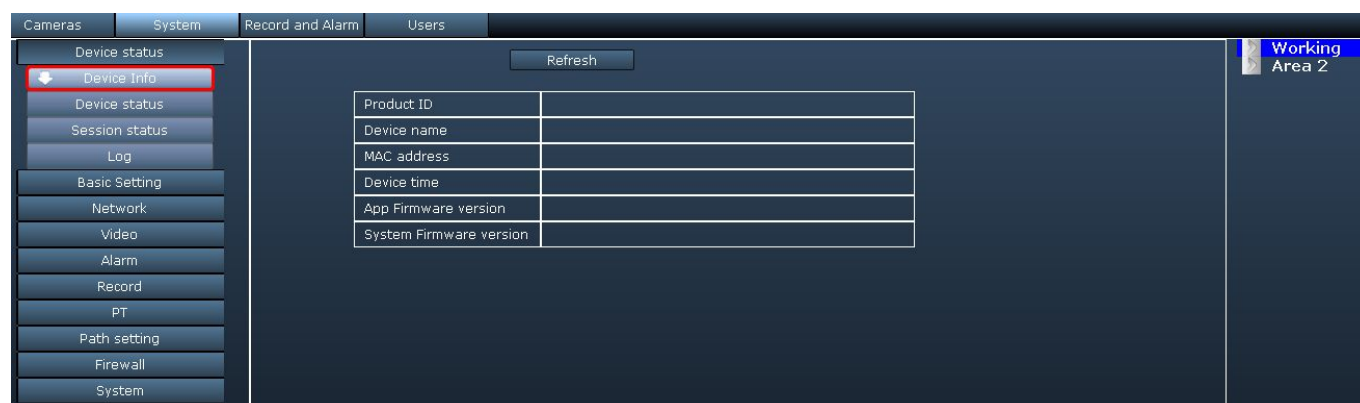 Cameras System Record and Alarm Users
Device status
Device Info
Device status
Session status
Log
Basic Setting
Network
Video
Alarm
Record
PT
Path setting
Firewall
System
Refresh
Product ID
Device name
MAC address
Device time
App Firmware version
System Firmware version
Working
Area 2